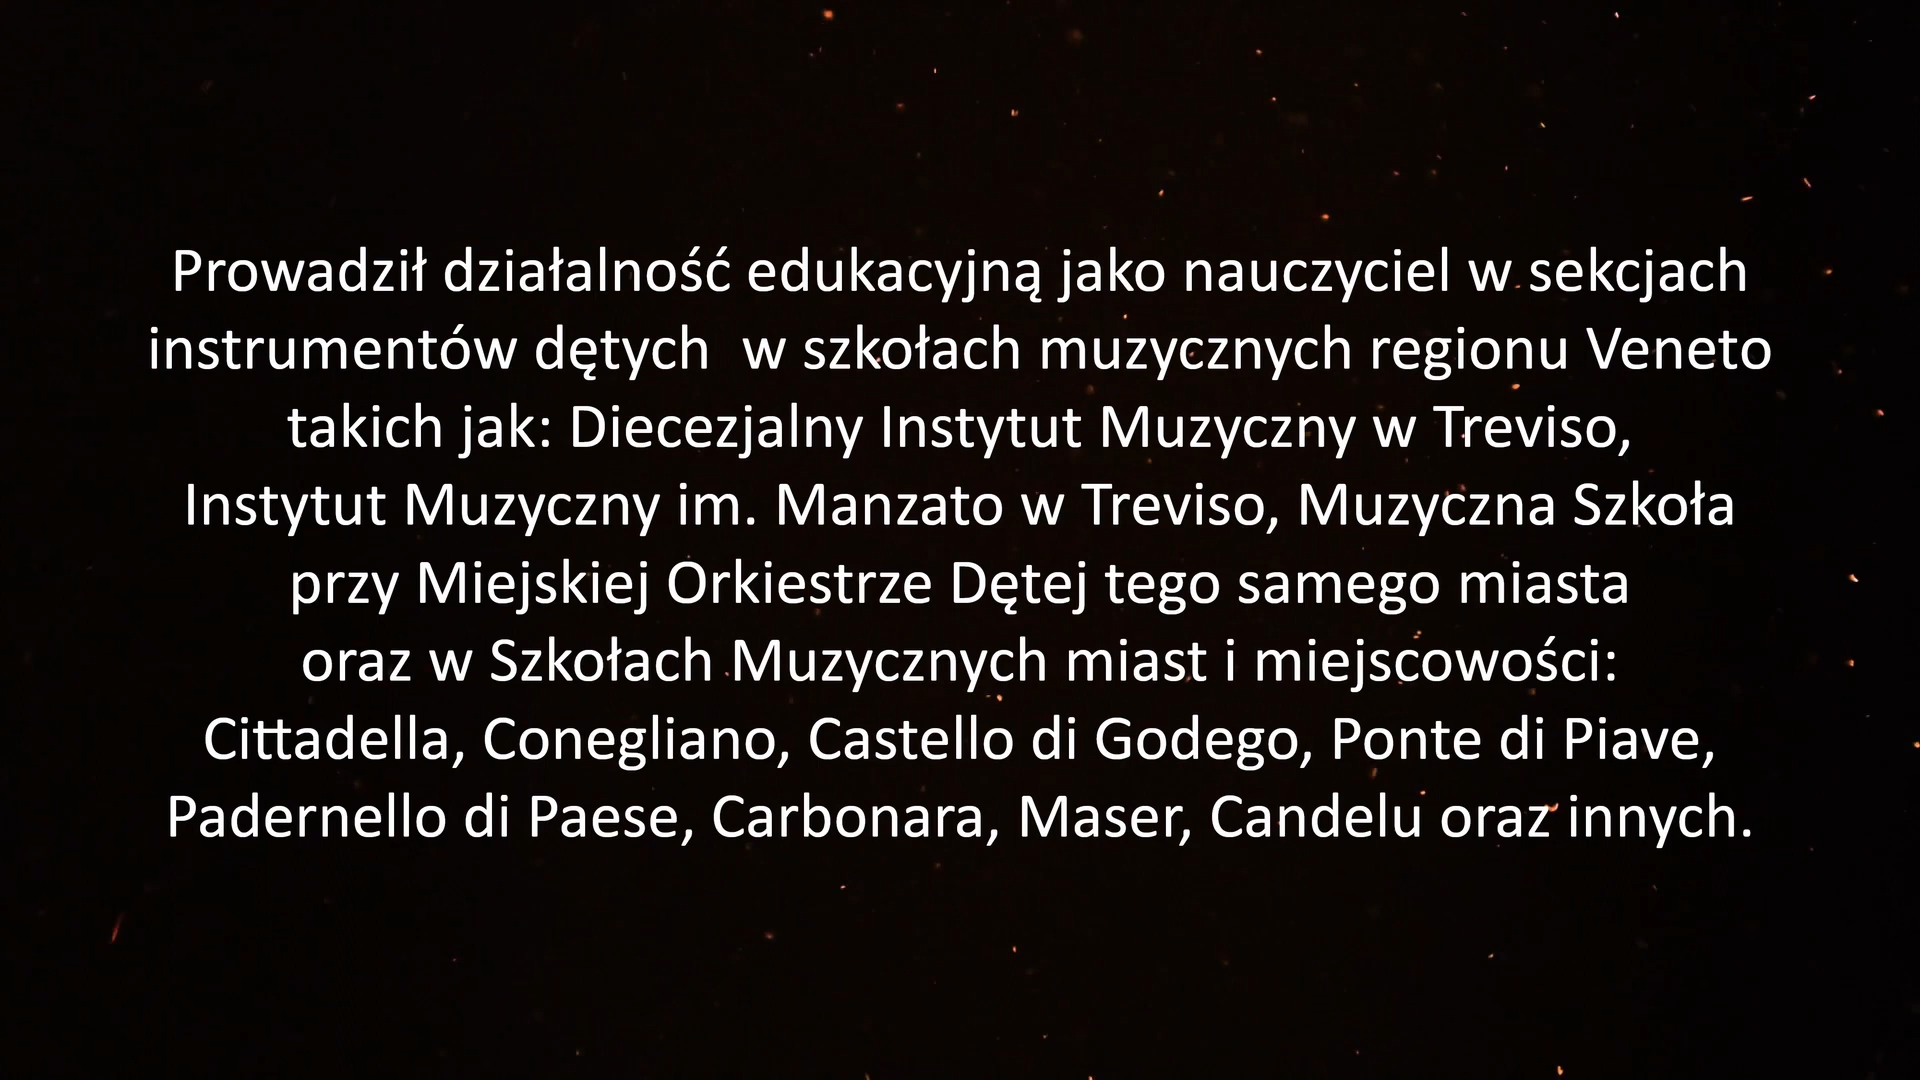 Prowadził działalność edukacyjną jako nauczyciel w sekcjach
instrumentów dętych  w szkołach muzycznych regionu Veneto
takich jak: Diecezjalny Instytut Muzyczny w Treviso,
Instytut Muzyczny im. Manzato w Treviso, Muzyczna Szkoła
przy Miejskiej Orkiestrze Dętej tego samego miasta
oraz w Szkołach Muzycznych miast i miejscowości:
Cittadella, Conegliano, Castello di Godego, Ponte di Piave,
Padernello di Paese, Carbonara, Maser, Candelu oraz innych.